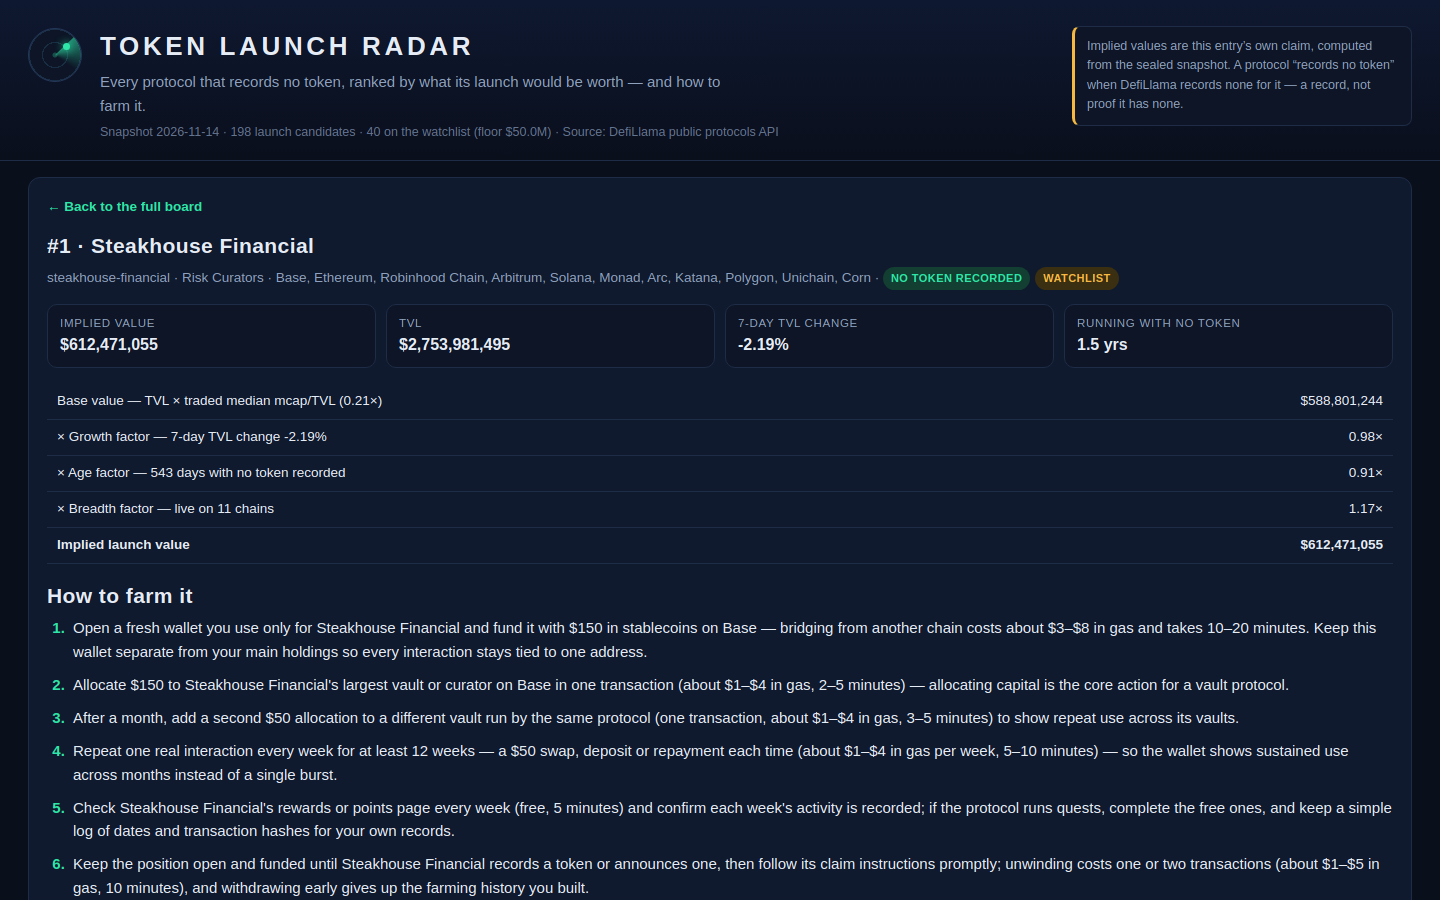 TOKEN LAUNCH RADAR
Every protocol that records no token, ranked by what its launch would be worth — and how to
farm it.
Snapshot 2026-11-14 · 198 launch candidates · 40 on the watchlist (floor $50.0M) · Source: DefiLlama public protocols API
Implied values are this entry’s own claim, computed
from the sealed snapshot. A protocol “records no token”
when DefiLlama records none for it — a record, not
proof it has none.
← Back to the full board
#1 · Steakhouse Financial
steakhouse-financial · Risk Curators · Base, Ethereum, Robinhood Chain, Arbitrum, Solana, Monad, Arc, Katana, Polygon, Unichain, Corn · NO TOKEN RECORDED WATCHLIST
IMPLIED VALUE
$612,471,055
TVL
$2,753,981,495
7-DAY TVL CHANGE
-2.19%
RUNNING WITH NO TOKEN
1.5 yrs
Base value — TVL × traded median mcap/TVL (0.21×) $588,801,244
× Growth factor — 7-day TVL change -2.19% 0.98×
× Age factor — 543 days with no token recorded 0.91×
× Breadth factor — live on 11 chains 1.17×
Implied launch value $612,471,055
How to farm it
1. Open a fresh wallet you use only for Steakhouse Financial and fund it with $150 in stablecoins on Base — bridging from another chain costs about $3–$8 in gas and takes 10–20 minutes. Keep this
wallet separate from your main holdings so every interaction stays tied to one address.
2. Allocate $150 to Steakhouse Financial's largest vault or curator on Base in one transaction (about $1–$4 in gas, 2–5 minutes) — allocating capital is the core action for a vault protocol.
3. After a month, add a second $50 allocation to a different vault run by the same protocol (one transaction, about $1–$4 in gas, 3–5 minutes) to show repeat use across its vaults.
4. Repeat one real interaction every week for at least 12 weeks — a $50 swap, deposit or repayment each time (about $1–$4 in gas per week, 5–10 minutes) — so the wallet shows sustained use
across months instead of a single burst.
5. Check Steakhouse Financial's rewards or points page every week (free, 5 minutes) and confirm each week's activity is recorded; if the protocol runs quests, complete the free ones, and keep a simple
log of dates and transaction hashes for your own records.
6. Keep the position open and funded until Steakhouse Financial records a token or announces one, then follow its claim instructions promptly; unwinding costs one or two transactions (about $1–$5 in
gas, 10 minutes), and withdrawing early gives up the farming history you built.